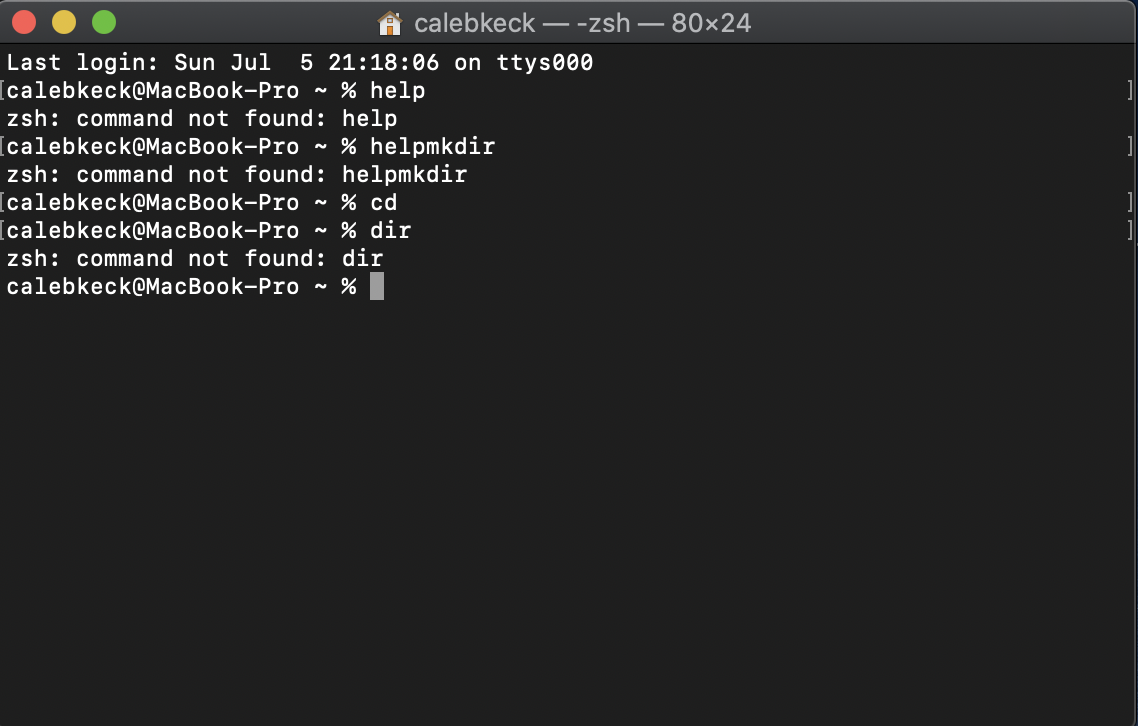 calebkeck — -zsh — 80×24
Last login: Sun Jul  5 21:18:06 on ttys000
[calebkeck@MacBook-Pro ~ % help ]
zsh: command not found: help
[calebkeck@MacBook-Pro ~ % helpmkdir ]
zsh: command not found: helpmkdir
[calebkeck@MacBook-Pro ~ % cd ]
[calebkeck@MacBook-Pro ~ % dir ]
zsh: command not found: dir
calebkeck@MacBook-Pro ~ %